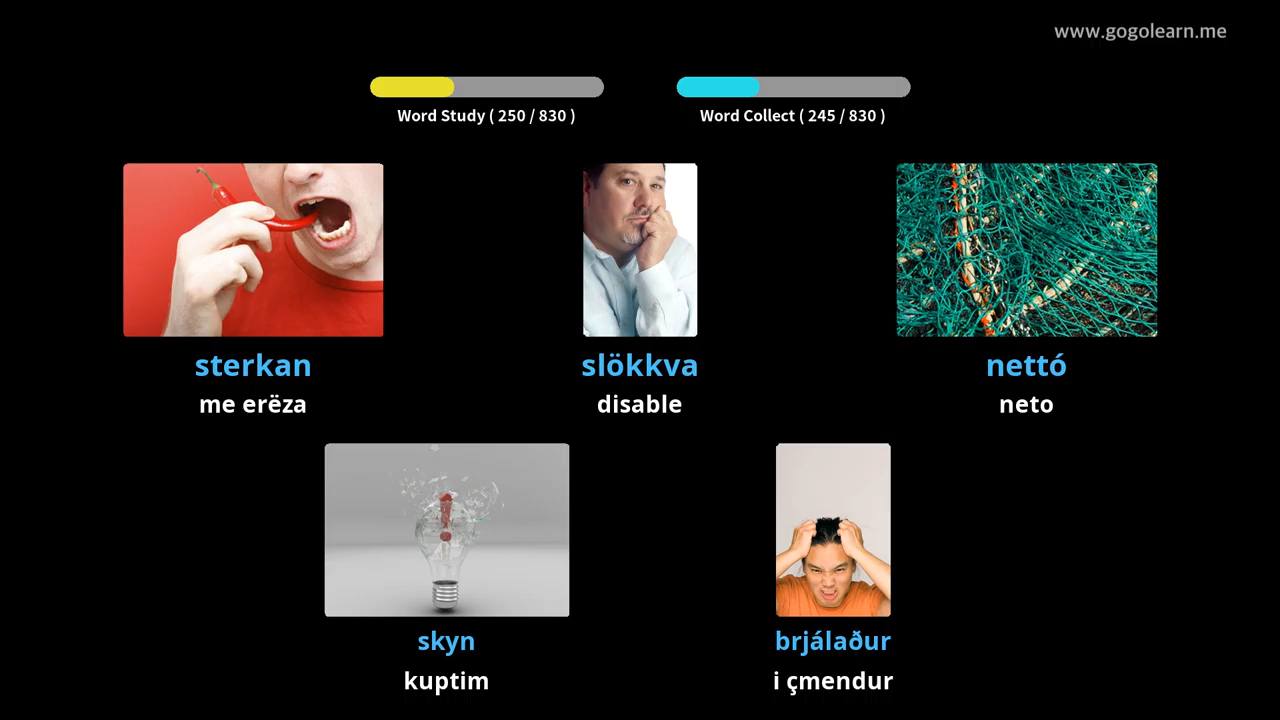 www.gogolearn.me
Word Study ( 250 / 830 )
Word Collect ( 245 / 830 )
sterkan
me erëza
slökkva
disable
nettó
neto
skyn
kuptim
brjálaður
i çmendur